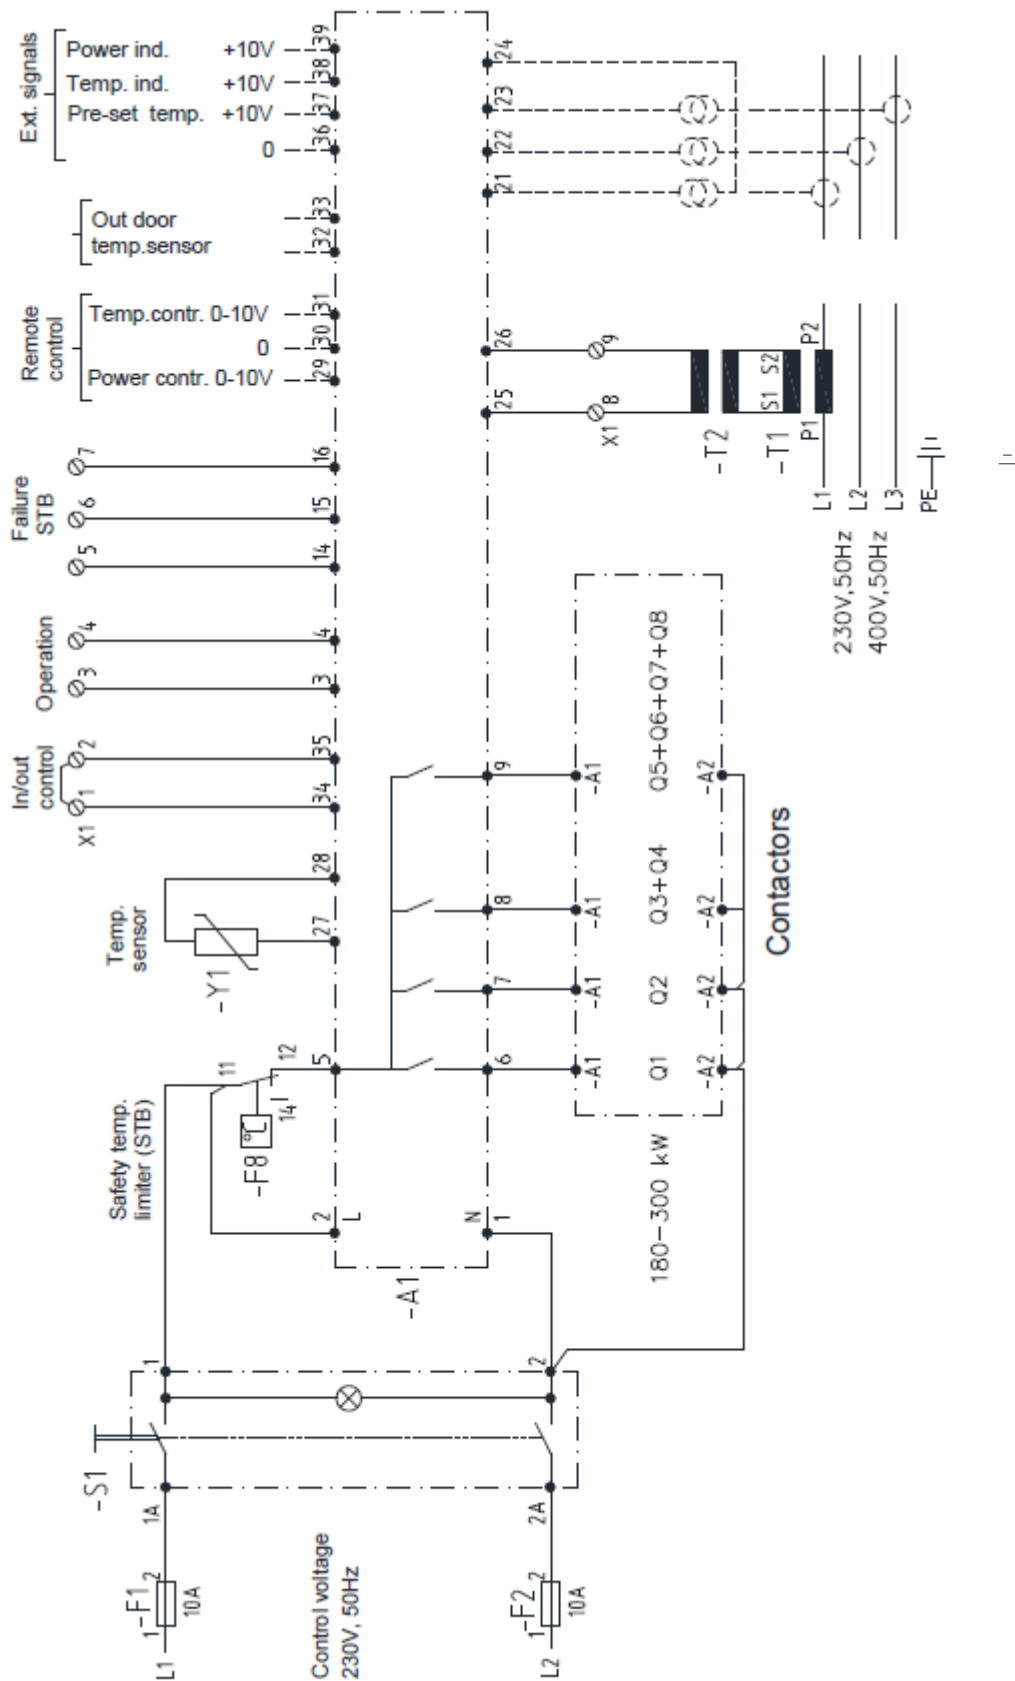 Ext. signals
Power ind. +10V
Temp. ind. +10V
Pre-set temp. +10V
0
39
38
37
36
Out door
temp.sensor
33
32
Remote
control
Temp.contr. 0-10V
0
Power contr. 0-10V
31
30
29
24
23
22
21
26
25
9
8
X1
-T2
-T1
S1 S2
P1
P2
L1
L2
L3
PE
230V,50Hz
400V,50Hz
Failure
STB
7
6
5
16
15
14
Operation
4
3
4
3
In/out
control
2
1
X1
35
34
Temp.
sensor
-Y1
28
27
Safety temp.
limiter (STB)
-F8
°C
11
12
14
5
2
L
N
1
-A1
9
8
7
6
-A1
-A1
-A1
-A1
Q5+Q6+Q7+Q8
Q3+Q4
Q2
Q1
-A2
-A2
-A2
-A2
Contactors
180-300 kW
-S1
1
2
1A
2A
-F1
1
2
10A
L1
Control voltage
230V, 50Hz
-F2
1
2
10A
L2